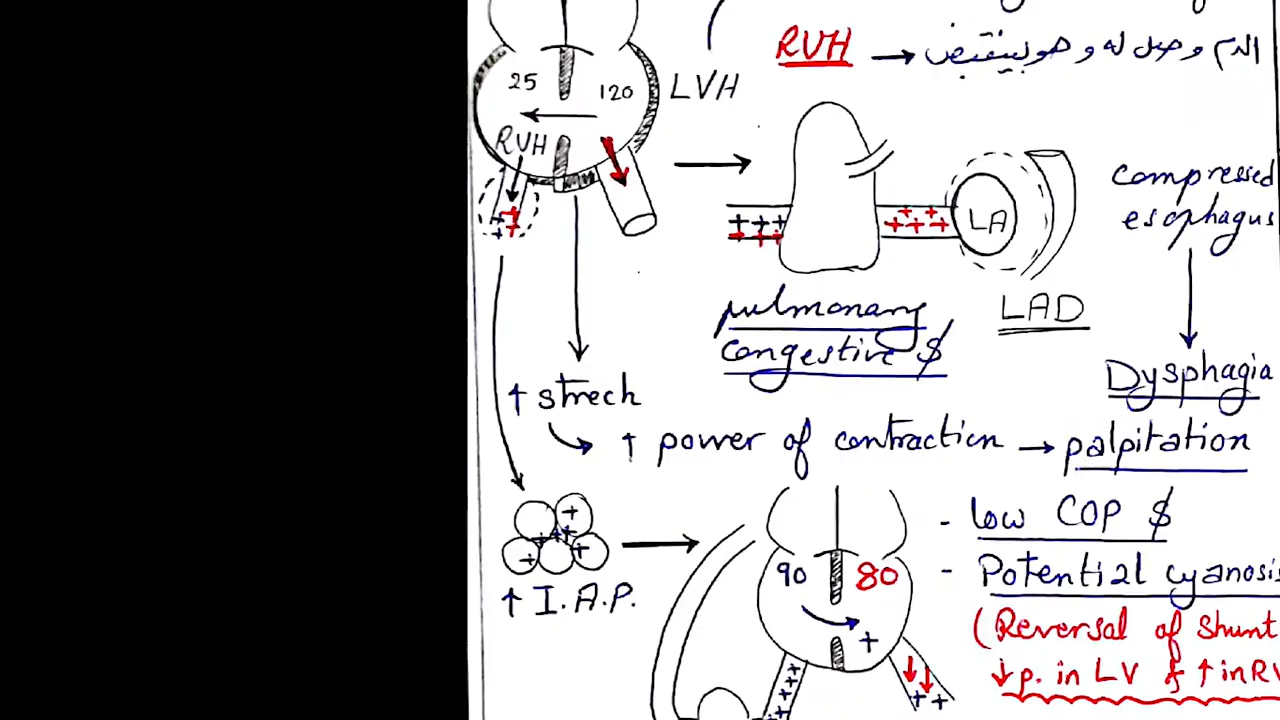 RVH → الدم وصل له وهو بينقبض
25 120 LVH
RVH
LA
compressed
esophagus
LAD
pulmonary
Congestive $
Dysphagia
↑ strech
↑ power of contraction → palpitation
- low COP $
90 80 - Potential cyanosis
↑ I.A.P.
(Reversal of shunt
↓p. in LV & ↑ in RV